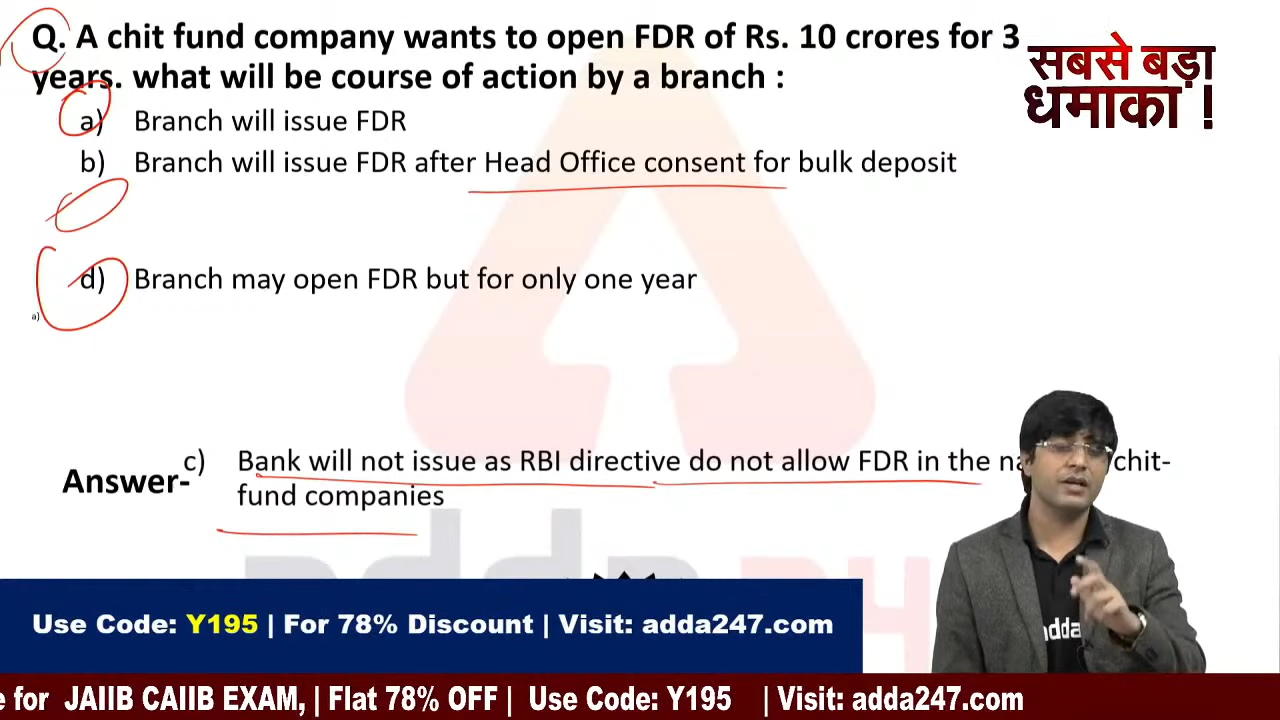 Q. A chit fund company wants to open FDR of Rs. 10 crores for 3
years. what will be course of action by a branch :
सबसे बड़ा
धमाका !
a) Branch will issue FDR
b) Branch will issue FDR after Head Office consent for bulk deposit
d) Branch may open FDR but for only one year
a)
Answer-
c) Bank will not issue as RBI directive do not allow FDR in the chit-
fund companies
adda
Use Code: Y195 | For 78% Discount | Visit: adda247.com
e for JAIIB CAIIB EXAM, | Flat 78% OFF | Use Code: Y195 | Visit: adda247.com